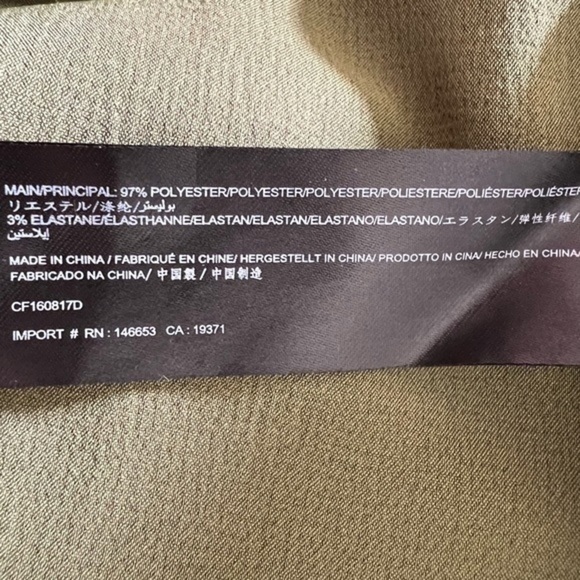 MAIN/PRINCIPAL: 97% POLYESTER/POLYESTER/POLYESTER/POLIESTERE/POLIÉSTER/POLIÉSTER
リエステル/涤纶/بوليستر
3% ELASTANE/ÉLASTHANNE/ELASTAN/ELASTAN/ELASTANO/ELASTANO/エラスタン/弹性纤维/
إيلاستين
MADE IN CHINA / FABRIQUÉ EN CHINE/ HERGESTELLT IN CHINA/ PRODOTTO IN CINA/ HECHO EN CHINA/
FABRICADO NA CHINA/ 中国製 / 中国制造
CF160817D
IMPORT # RN : 146653 CA : 19371